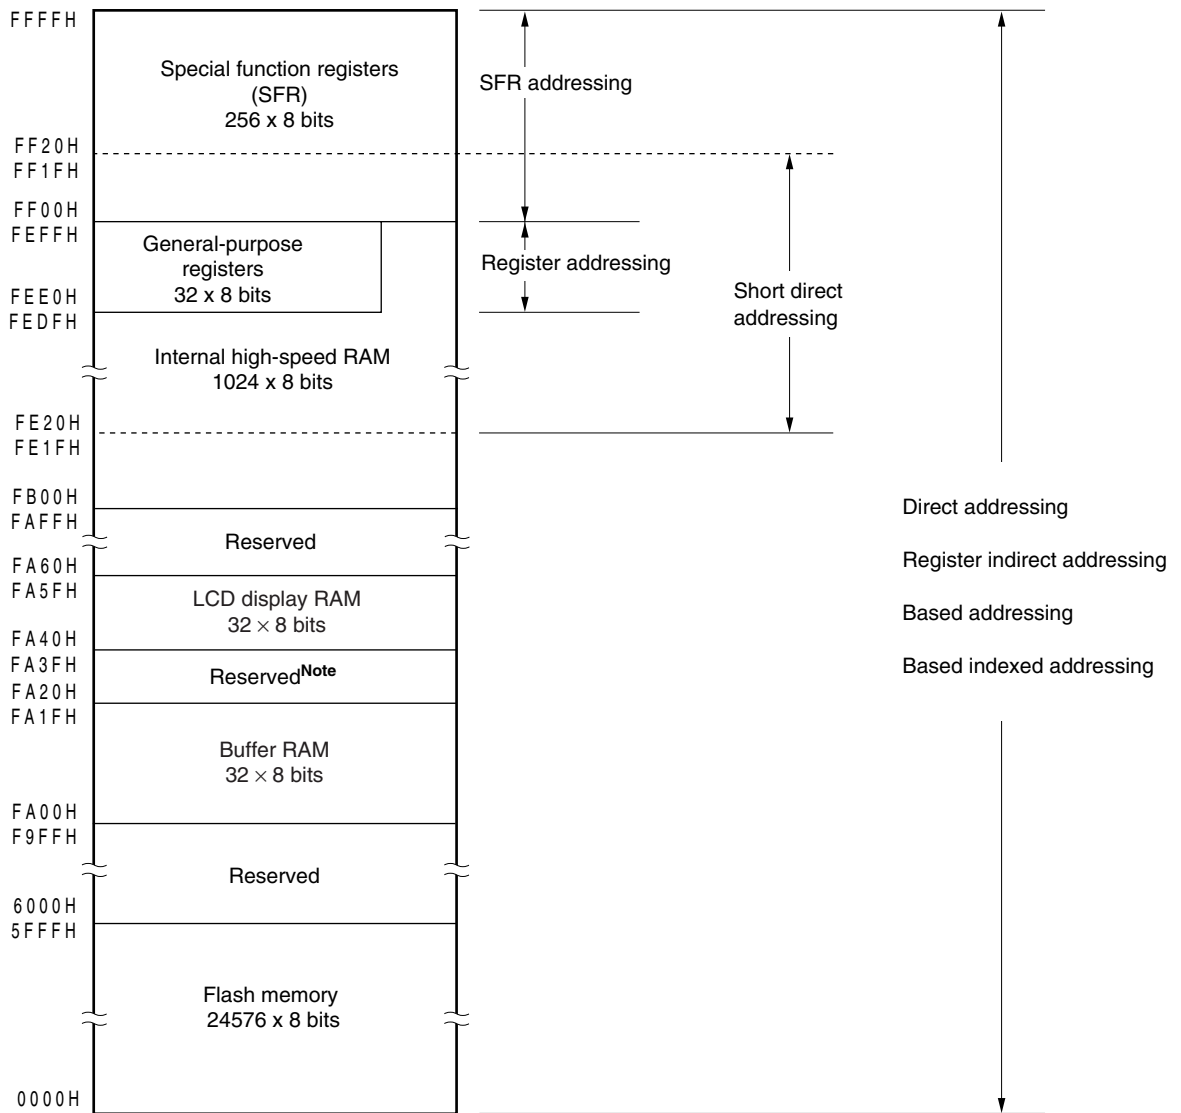 FFFFH
Special function registers
(SFR)
256 x 8 bits
SFR addressing
FF20H
FF1FH
FF00H
FEFFH
General-purpose
registers
32 x 8 bits
Register addressing
FEE0H
FEDFH
Short direct
addressing
Internal high-speed RAM
1024 x 8 bits
FE20H
FE1FH
FB00H
FAFFH
Direct addressing
Reserved
Register indirect addressing
FA60H
FA5FH
LCD display RAM
32 × 8 bits
Based addressing
FA40H
FA3FH
ReservedNote
Based indexed addressing
FA20H
FA1FH
Buffer RAM
32 × 8 bits
FA00H
F9FFH
Reserved
6000H
5FFFH
Flash memory
24576 x 8 bits
0000H